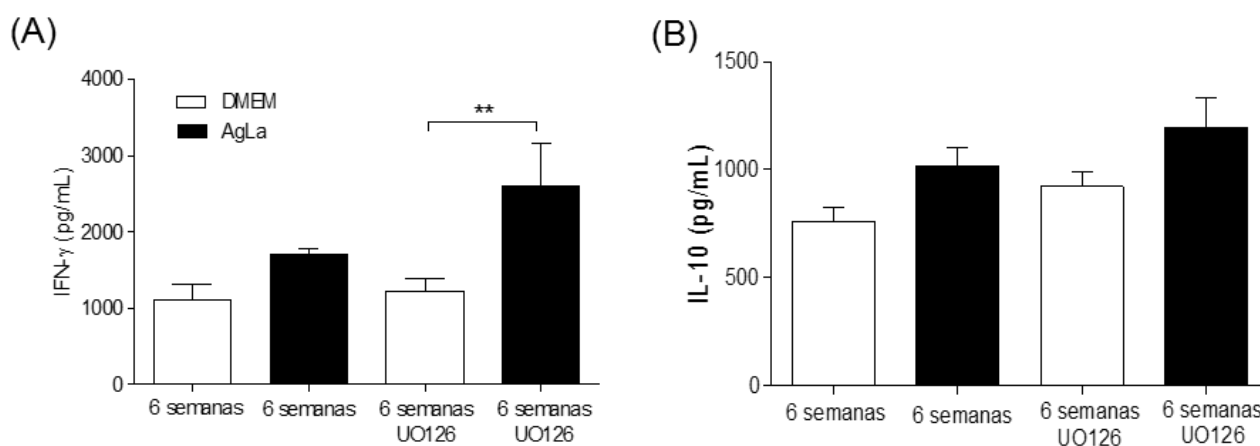 (A)
IFN-γ (pg/mL)
4000
3000
2000
1000
0
DMEM
AgLa
**
6 semanas
6 semanas
6 semanas
UO126
6 semanas
UO126
(B)
IL-10 (pg/mL)
1500
1000
500
0
6 semanas
6 semanas
6 semanas
UO126
6 semanas
UO126